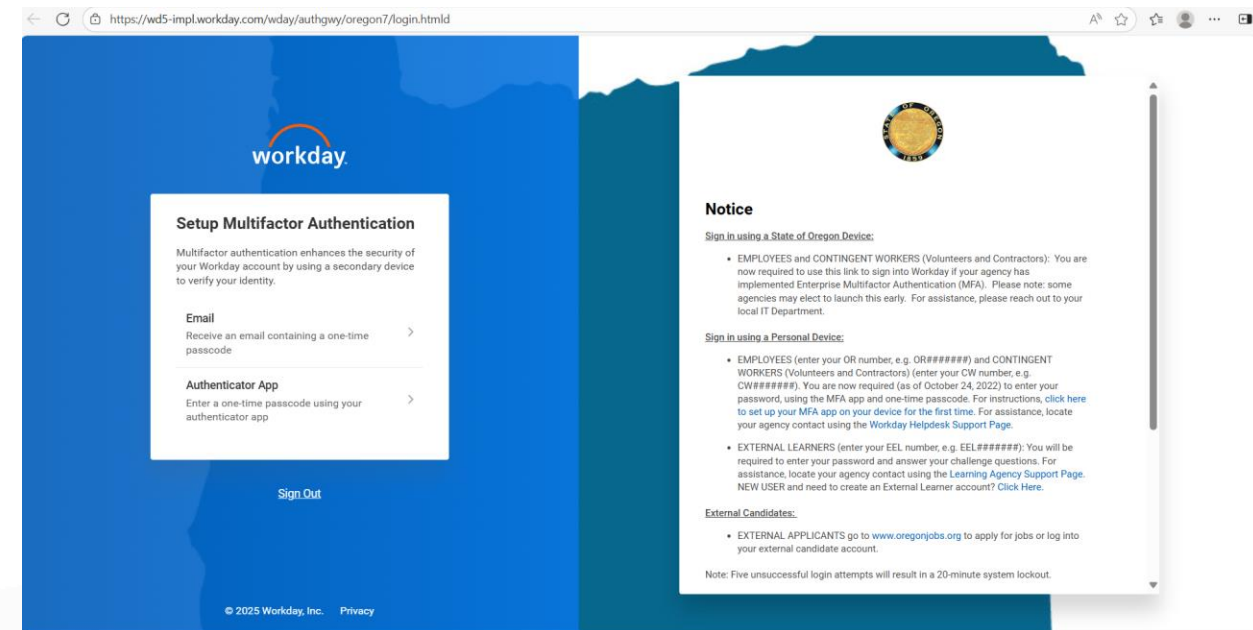 https://wd5-impl.workday.com/wday/authgwy/oregon7/login.htmld
workday.
Setup Multifactor Authentication
Multifactor authentication enhances the security of
your Workday account by using a secondary device
to verify your identity.
Email
Receive an email containing a one-time
passcode
Authenticator App
Enter a one-time passcode using your
authenticator app
Sign Out
© 2025 Workday, Inc. Privacy
STATE OF OREGON
1859
Notice
Sign in using a State of Oregon Device:
• EMPLOYEES and CONTINGENT WORKERS (Volunteers and Contractors): You are
now required to use this link to sign into Workday if your agency has
implemented Enterprise Multifactor Authentication (MFA). Please note: some
agencies may elect to launch this early. For assistance, please reach out to your
local IT Department.
Sign in using a Personal Device:
• EMPLOYEES (enter your OR number, e.g. OR#######) and CONTINGENT
WORKERS (Volunteers and Contractors) (enter your CW number, e.g.
CW#######). You are now required (as of October 24, 2022) to enter your
password, using the MFA app and one-time passcode. For instructions, click here
to set up your MFA app on your device for the first time. For assistance, locate
your agency contact using the Workday Helpdesk Support Page.
• EXTERNAL LEARNERS (enter your EEL number, e.g. EEL#######): You will be
required to enter your password and answer your challenge questions. For
assistance, locate your agency contact using the Learning Agency Support Page.
NEW USER and need to create an External Learner account? Click Here.
External Candidates:
• EXTERNAL APPLICANTS go to www.oregonjobs.org to apply for jobs or log into
your external candidate account.
Note: Five unsuccessful login attempts will result in a 20-minute system lockout.